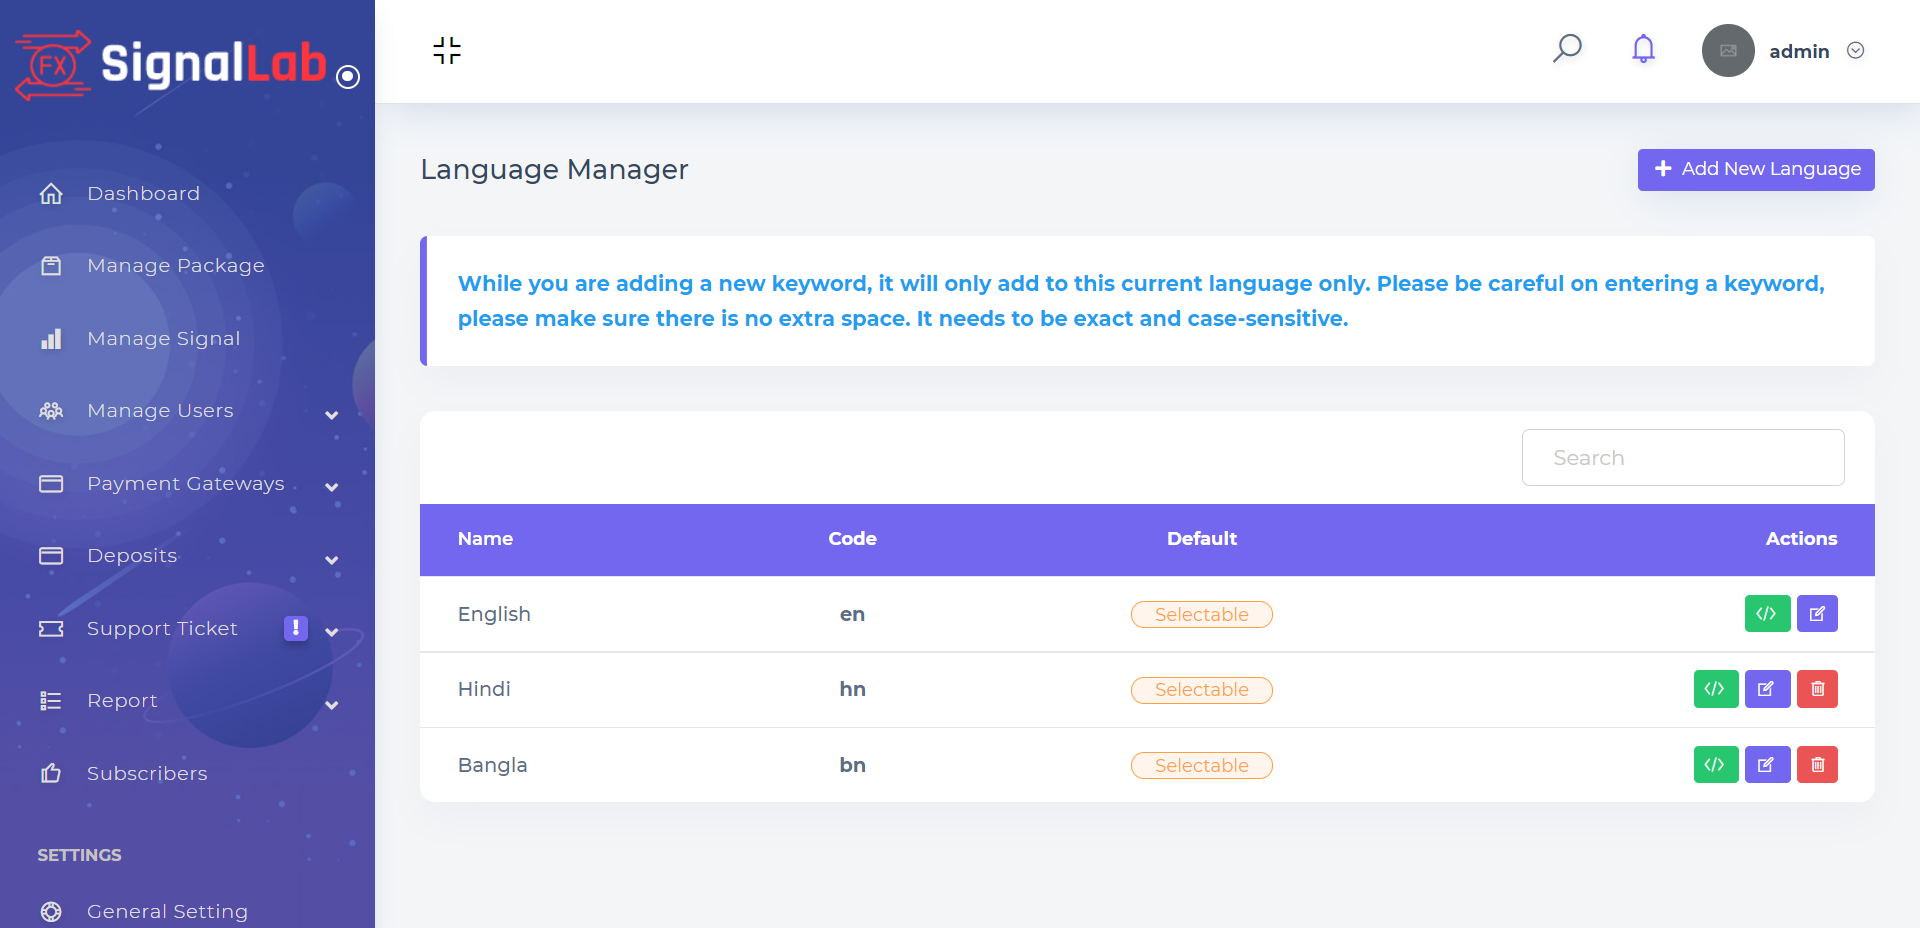 FX SignalLab
admin
Dashboard
Manage Package
Manage Signal
Manage Users
Payment Gateways
Deposits
Support Ticket !
Report
Subscribers
SETTINGS
General Setting
Language Manager
Add New Language
While you are adding a new keyword, it will only add to this current language only. Please be careful on entering a keyword,
please make sure there is no extra space. It needs to be exact and case-sensitive.
Search
Name Code Default Actions
English en Selectable
Hindi hn Selectable
Bangla bn Selectable